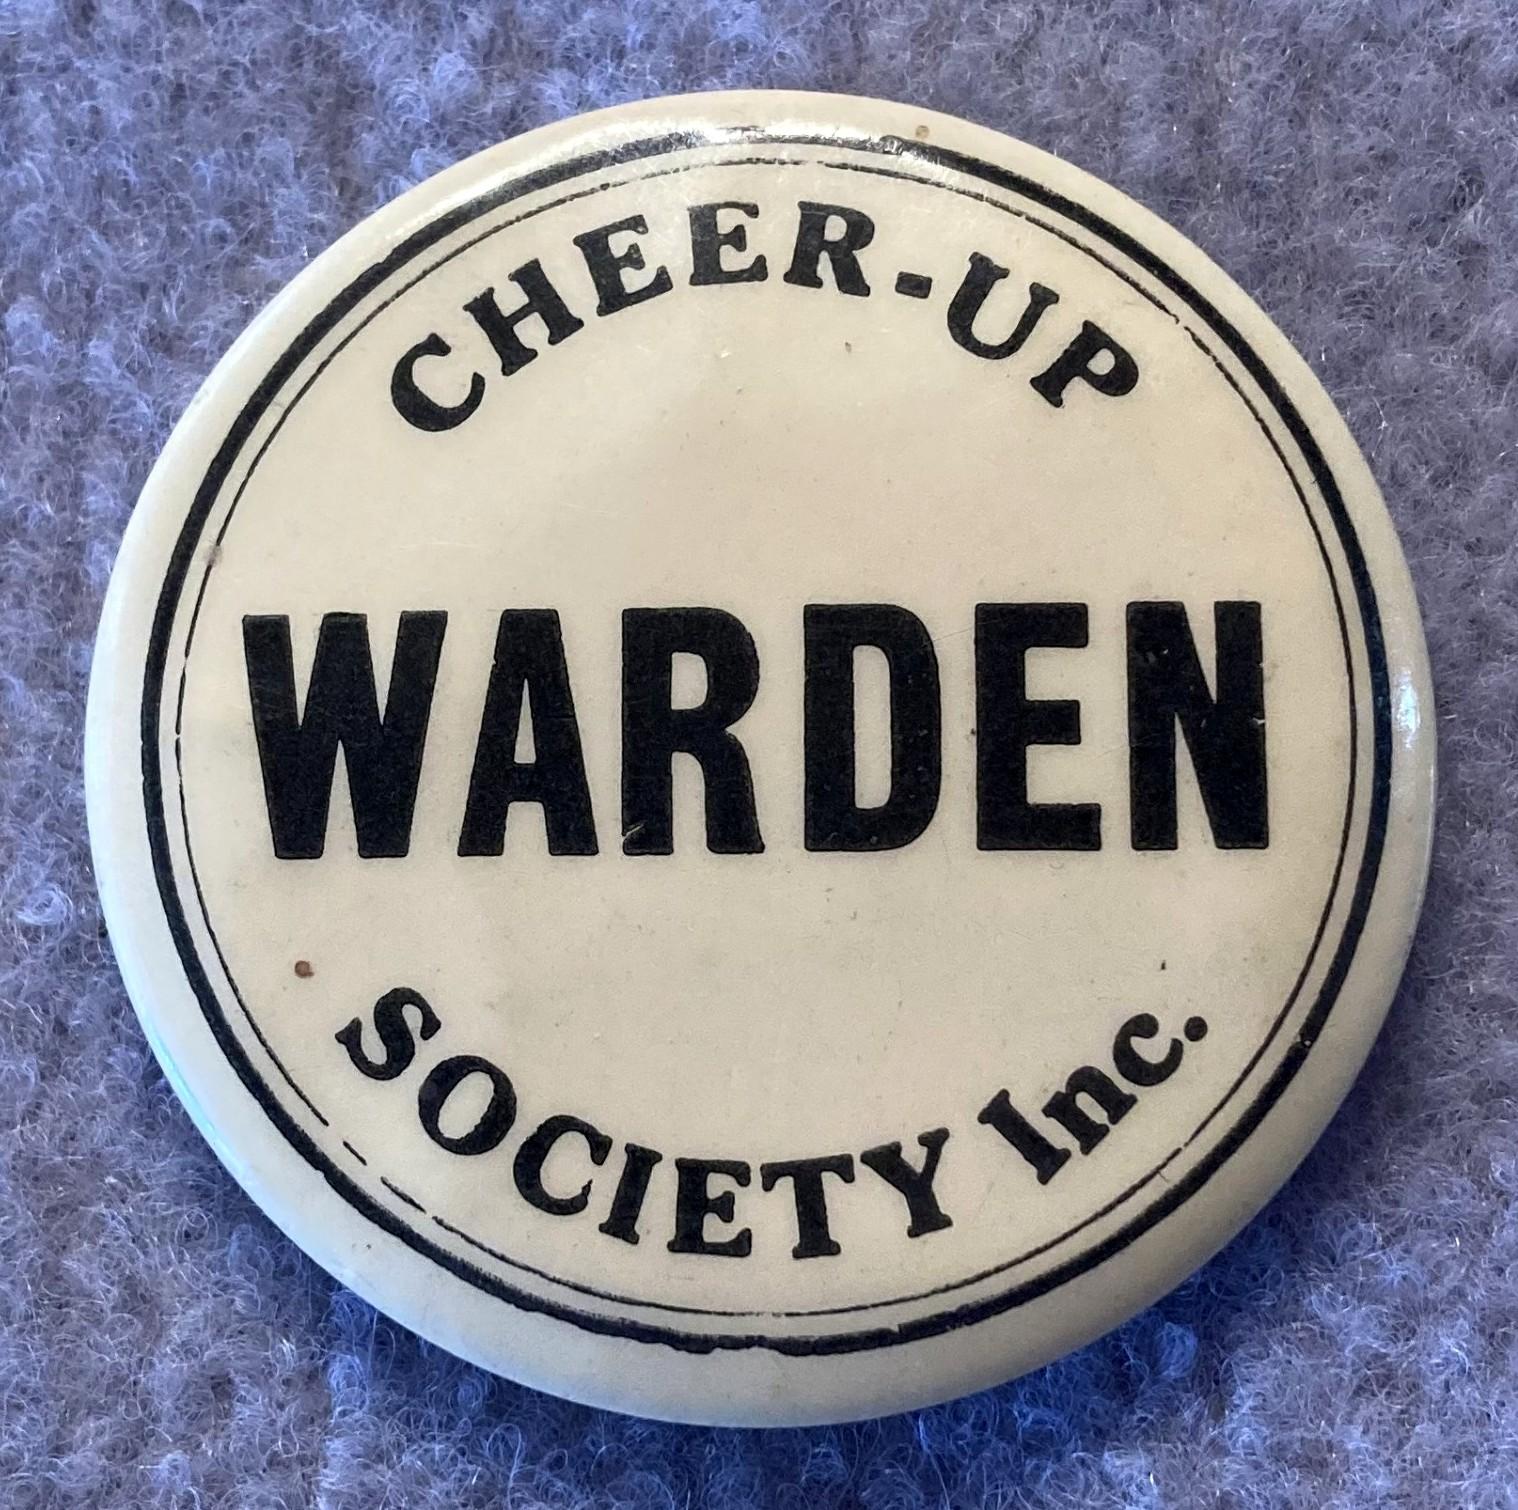 CHEER-UP
WARDEN
SOCIETY Inc.